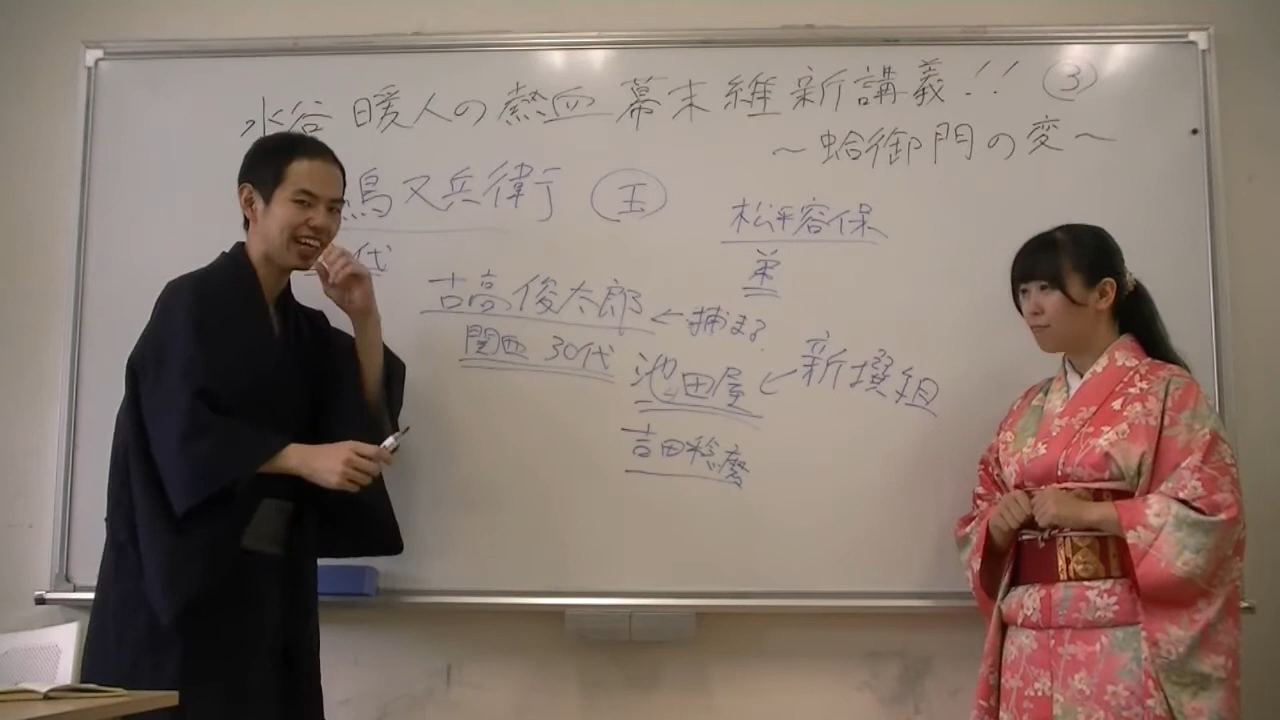 水谷暖人の熱血幕末維新講義!! ③
～蛤御門の変～
島又兵衛 玉
代
松平容保
弟
古高俊太郎 ← 捕まる
関西 30代
池田屋 ← 新撰組
吉田稔麿